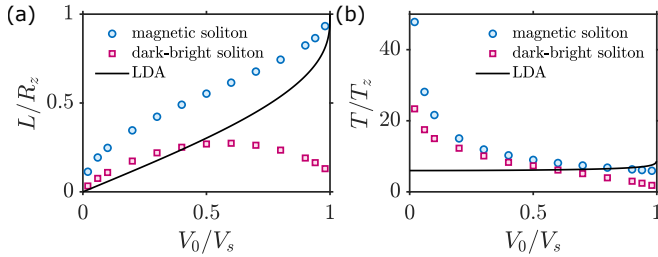 (a)
magnetic soliton
dark-bright soliton
LDA
L/R_z
1
0.5
0
0
0.5
1
V_0/V_s
(b)
magnetic soliton
dark-bright soliton
LDA
T/T_z
40
20
0
0
0.5
1
V_0/V_s